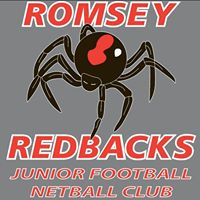 ROMSEY
REDBACKS
JUNIOR FOOTBALL
NETBALL CLUB